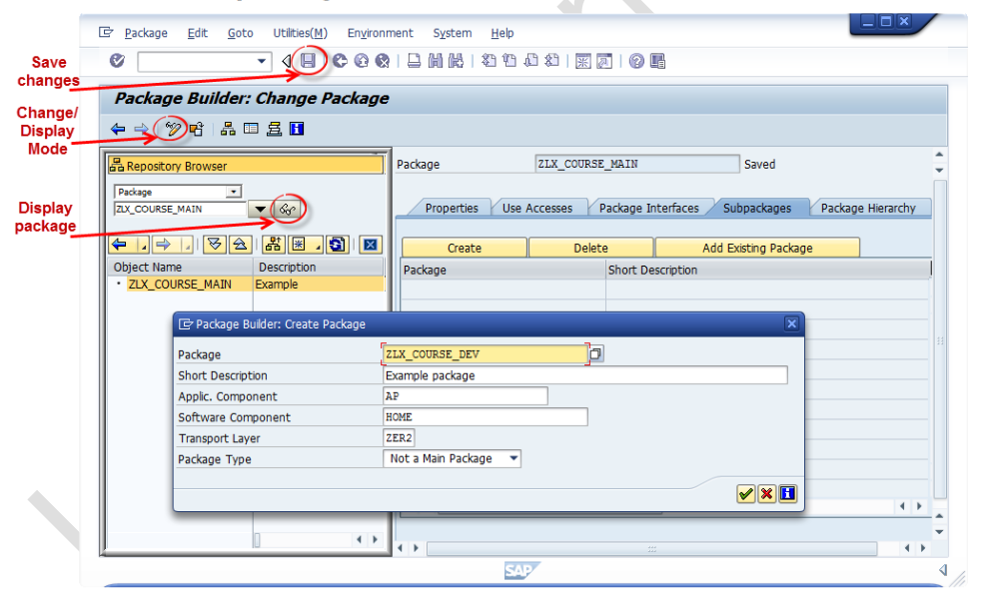 Package Edit Goto Utilities(M) Environment System Help
Save
changes
Package Builder: Change Package
Change/
Display
Mode
Repository Browser
Package ZLX_COURSE_MAIN Saved
Package
ZLX_COURSE_MAIN
Display
package
Properties Use Accesses Package Interfaces Subpackages Package Hierarchy
Create Delete Add Existing Package
Object Name Description
Package Short Description
ZLX_COURSE_MAIN Example
Package Builder: Create Package
Package ZLX_COURSE_DEV
Short Description Example package
Applic. Component AP
Software Component HOME
Transport Layer ZER2
Package Type Not a Main Package
SAP